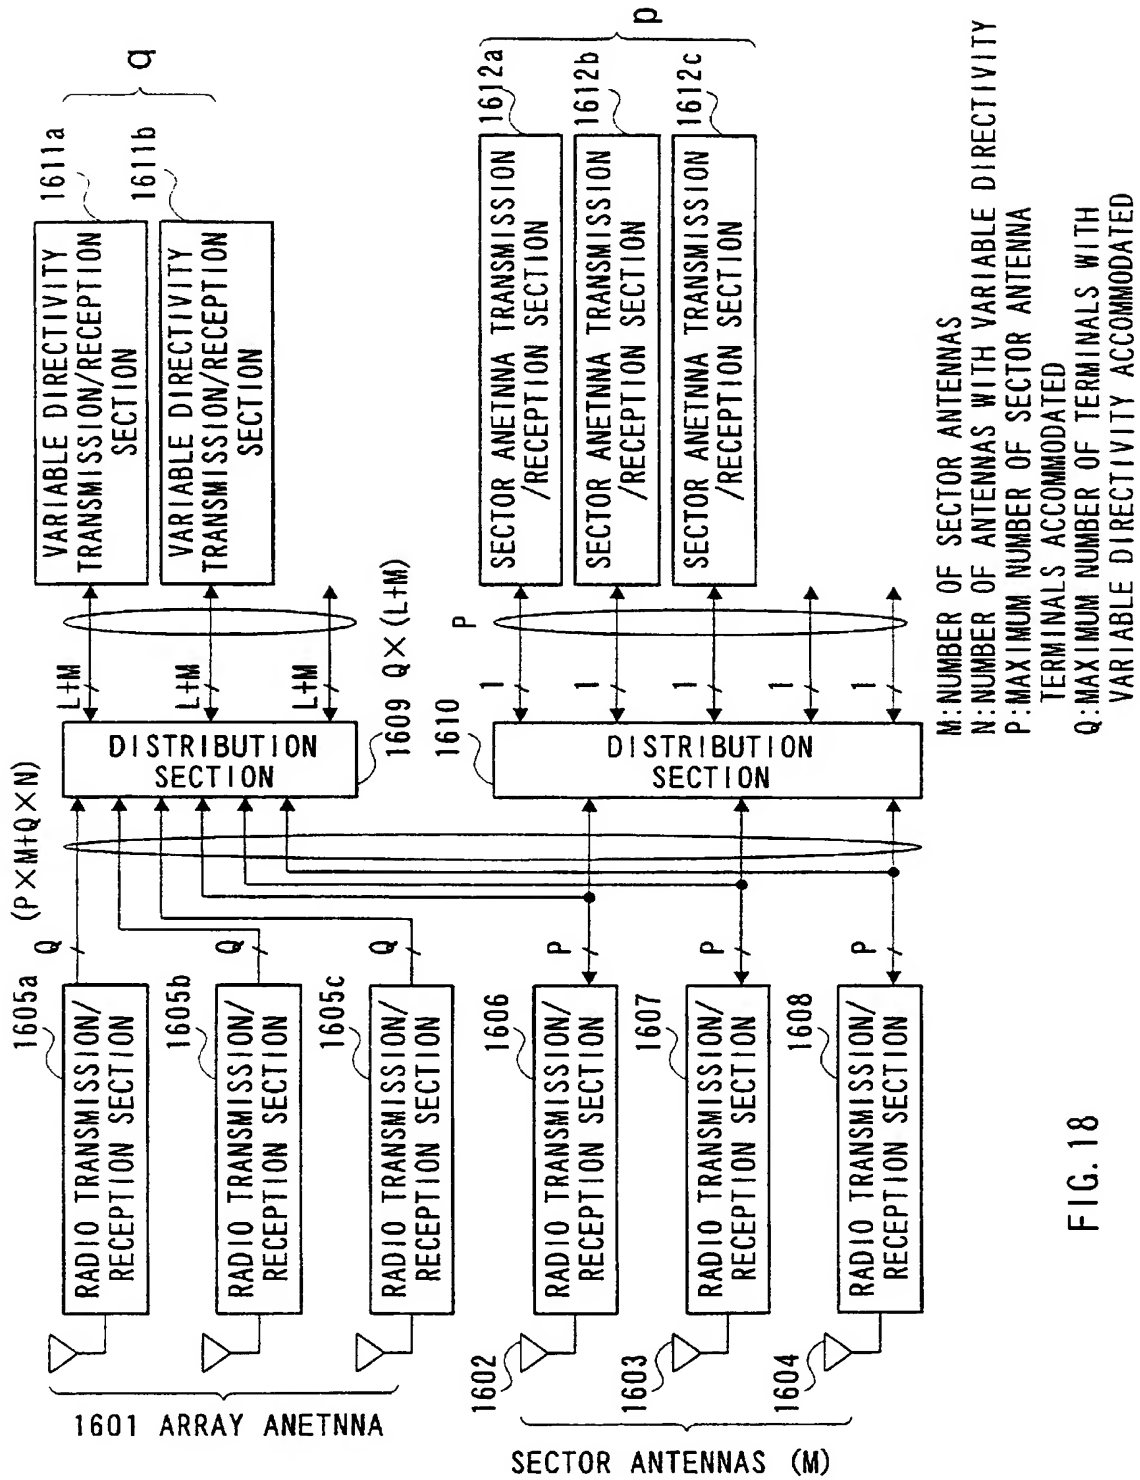 1601 ARRAY ANETNNA
SECTOR ANTENNAS (M)
1602
1603
1604
1605a
RADIO TRANSMISSION/
RECEPTION SECTION
1605b
RADIO TRANSMISSION/
RECEPTION SECTION
1605c
RADIO TRANSMISSION/
RECEPTION SECTION
1606
RADIO TRANSMISSION/
RECEPTION SECTION
1607
RADIO TRANSMISSION/
RECEPTION SECTION
1608
RADIO TRANSMISSION/
RECEPTION SECTION
Q
Q
Q
P
P
P
(P×M+Q×N)
DISTRIBUTION
SECTION
1609
DISTRIBUTION
SECTION
1610
L+M
L+M
L+M
Q×(L+M)
1
1
1
1
1
P
VARIABLE DIRECTIVITY
TRANSMISSION/RECEPTION
SECTION
1611a
VARIABLE DIRECTIVITY
TRANSMISSION/RECEPTION
SECTION
1611b
q
SECTOR ANETNNA TRANSMISSION
/RECEPTION SECTION
1612a
SECTOR ANETNNA TRANSMISSION
/RECEPTION SECTION
1612b
SECTOR ANETNNA TRANSMISSION
/RECEPTION SECTION
1612c
p
M:NUMBER OF SECTOR ANTENNAS
N:NUMBER OF ANTENNAS WITH VARIABLE DIRECTIVITY
P:MAXIMUM NUMBER OF SECTOR ANTENNA
TERMINALS ACCOMMODATED
Q:MAXIMUM NUMBER OF TERMINALS WITH
VARIABLE DIRECTIVITY ACCOMMODATED
FIG. 18